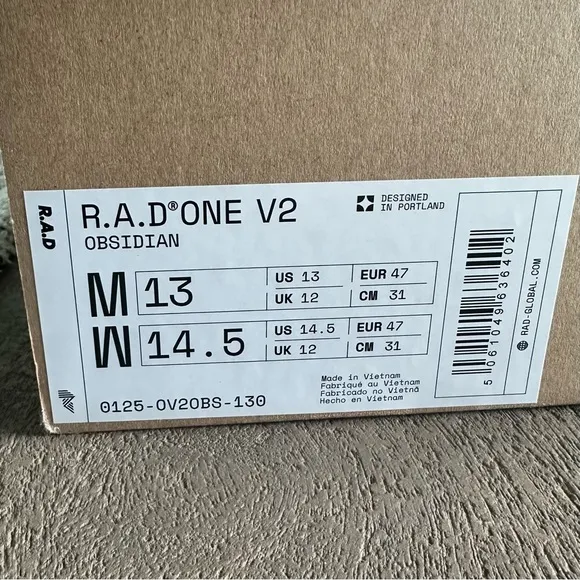 R.A.D
R.A.D®ONE V2
OBSIDIAN
DESIGNED
IN PORTLAND
M 13 US 13 EUR 47
UK 12 CM 31
W 14.5 US 14.5 EUR 47
UK 12 CM 31
Made in Vietnam
Fabriqué au Vietnam
Fabricado no Vietnã
Hecho en Vietnam
0125-OV2OBS-130
5 061049 636402
RAD-GLOBAL.COM